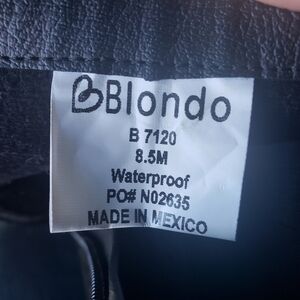 Blondo
B 7120
8.5M
Waterproof
PO# N02635
MADE IN MEXICO